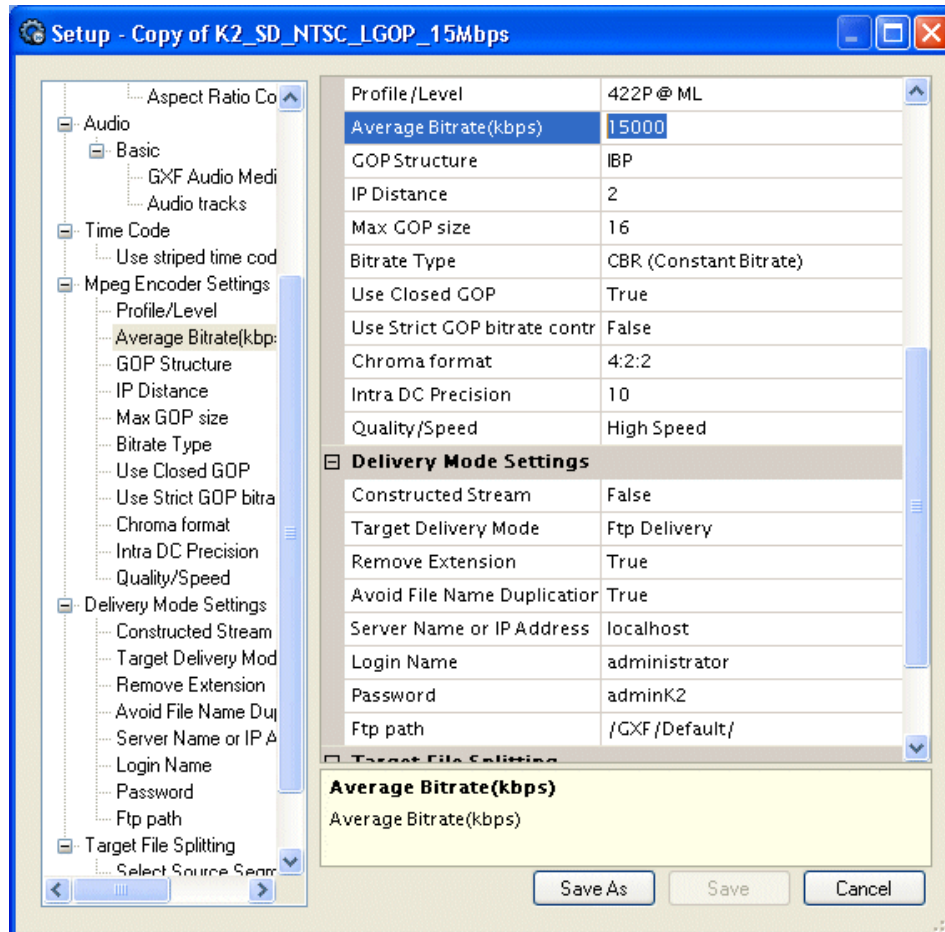 Setup - Copy of K2_SD_NTSC_LGOP_15Mbps
Aspect Ratio Co
Audio
Basic
GXF Audio Medi
Audio tracks
Time Code
Use striped time cod
Mpeg Encoder Settings
Profile/Level
Average Bitrate(kbp
GOP Structure
IP Distance
Max GOP size
Bitrate Type
Use Closed GOP
Use Strict GOP bitra
Chroma format
Intra DC Precision
Quality/Speed
Delivery Mode Settings
Constructed Stream
Target Delivery Mod
Remove Extension
Avoid File Name Du
Server Name or IP A
Login Name
Password
Ftp path
Target File Splitting
Select Source Segm
Profile/Level 422P@ML
Average Bitrate(kbps) 15000
GOP Structure IBP
IP Distance 2
Max GOP size 16
Bitrate Type CBR (Constant Bitrate)
Use Closed GOP True
Use Strict GOP bitrate contr False
Chroma format 4:2:2
Intra DC Precision 10
Quality/Speed High Speed
Delivery Mode Settings
Constructed Stream False
Target Delivery Mode Ftp Delivery
Remove Extension True
Avoid File Name Duplication True
Server Name or IP Address localhost
Login Name administrator
Password adminK2
Ftp path /GXF/Default/
Target File Splitting
Average Bitrate(kbps)
Average Bitrate(kbps)
Save As Save Cancel